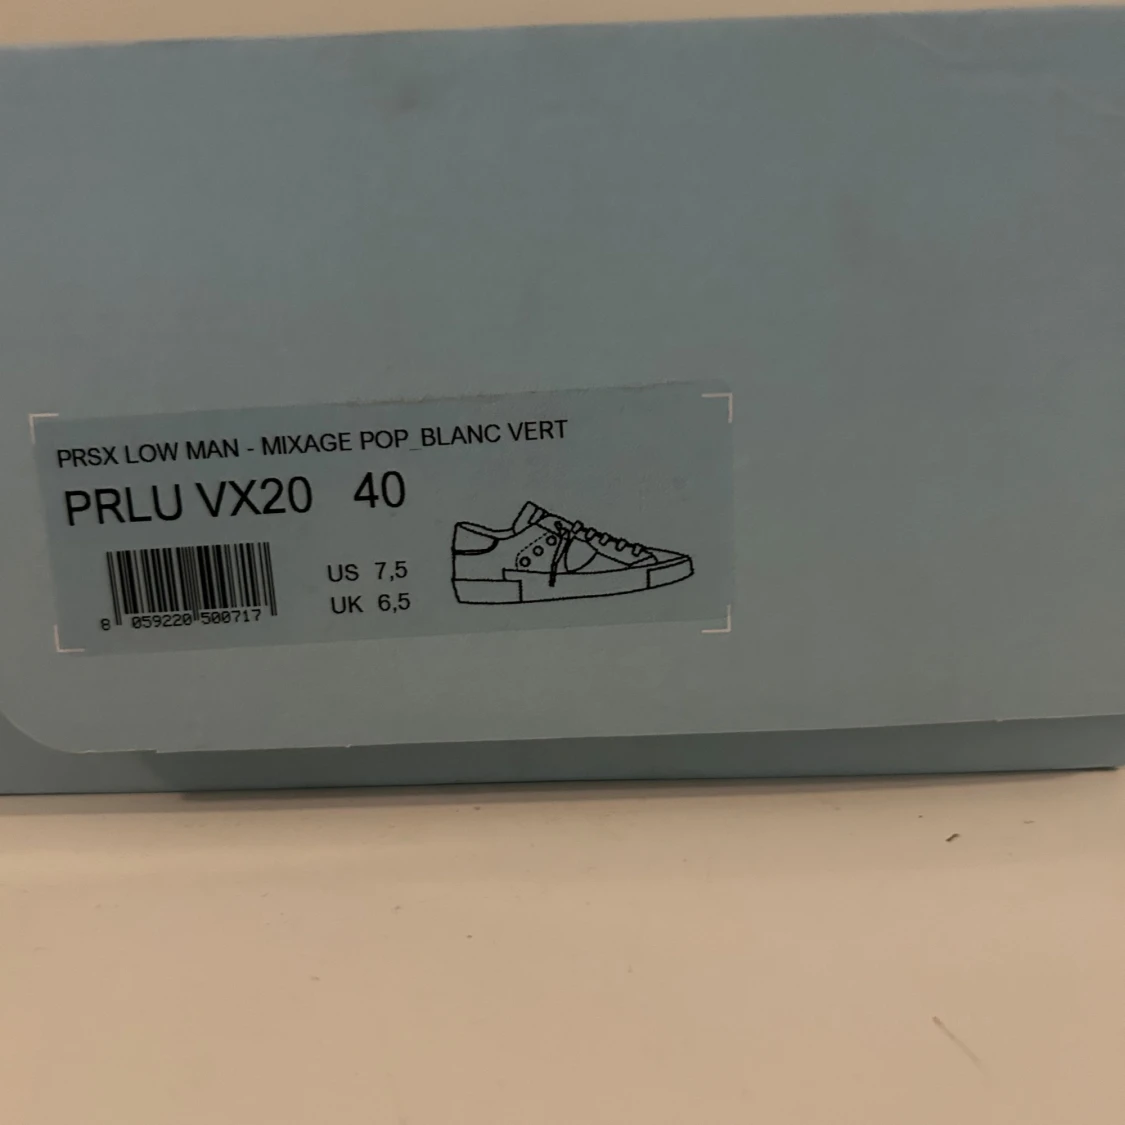 PRSX LOW MAN - MIXAGE POP_BLANC VERT
PRLU VX20 40
US 7,5
UK 6,5
8 059220 500717